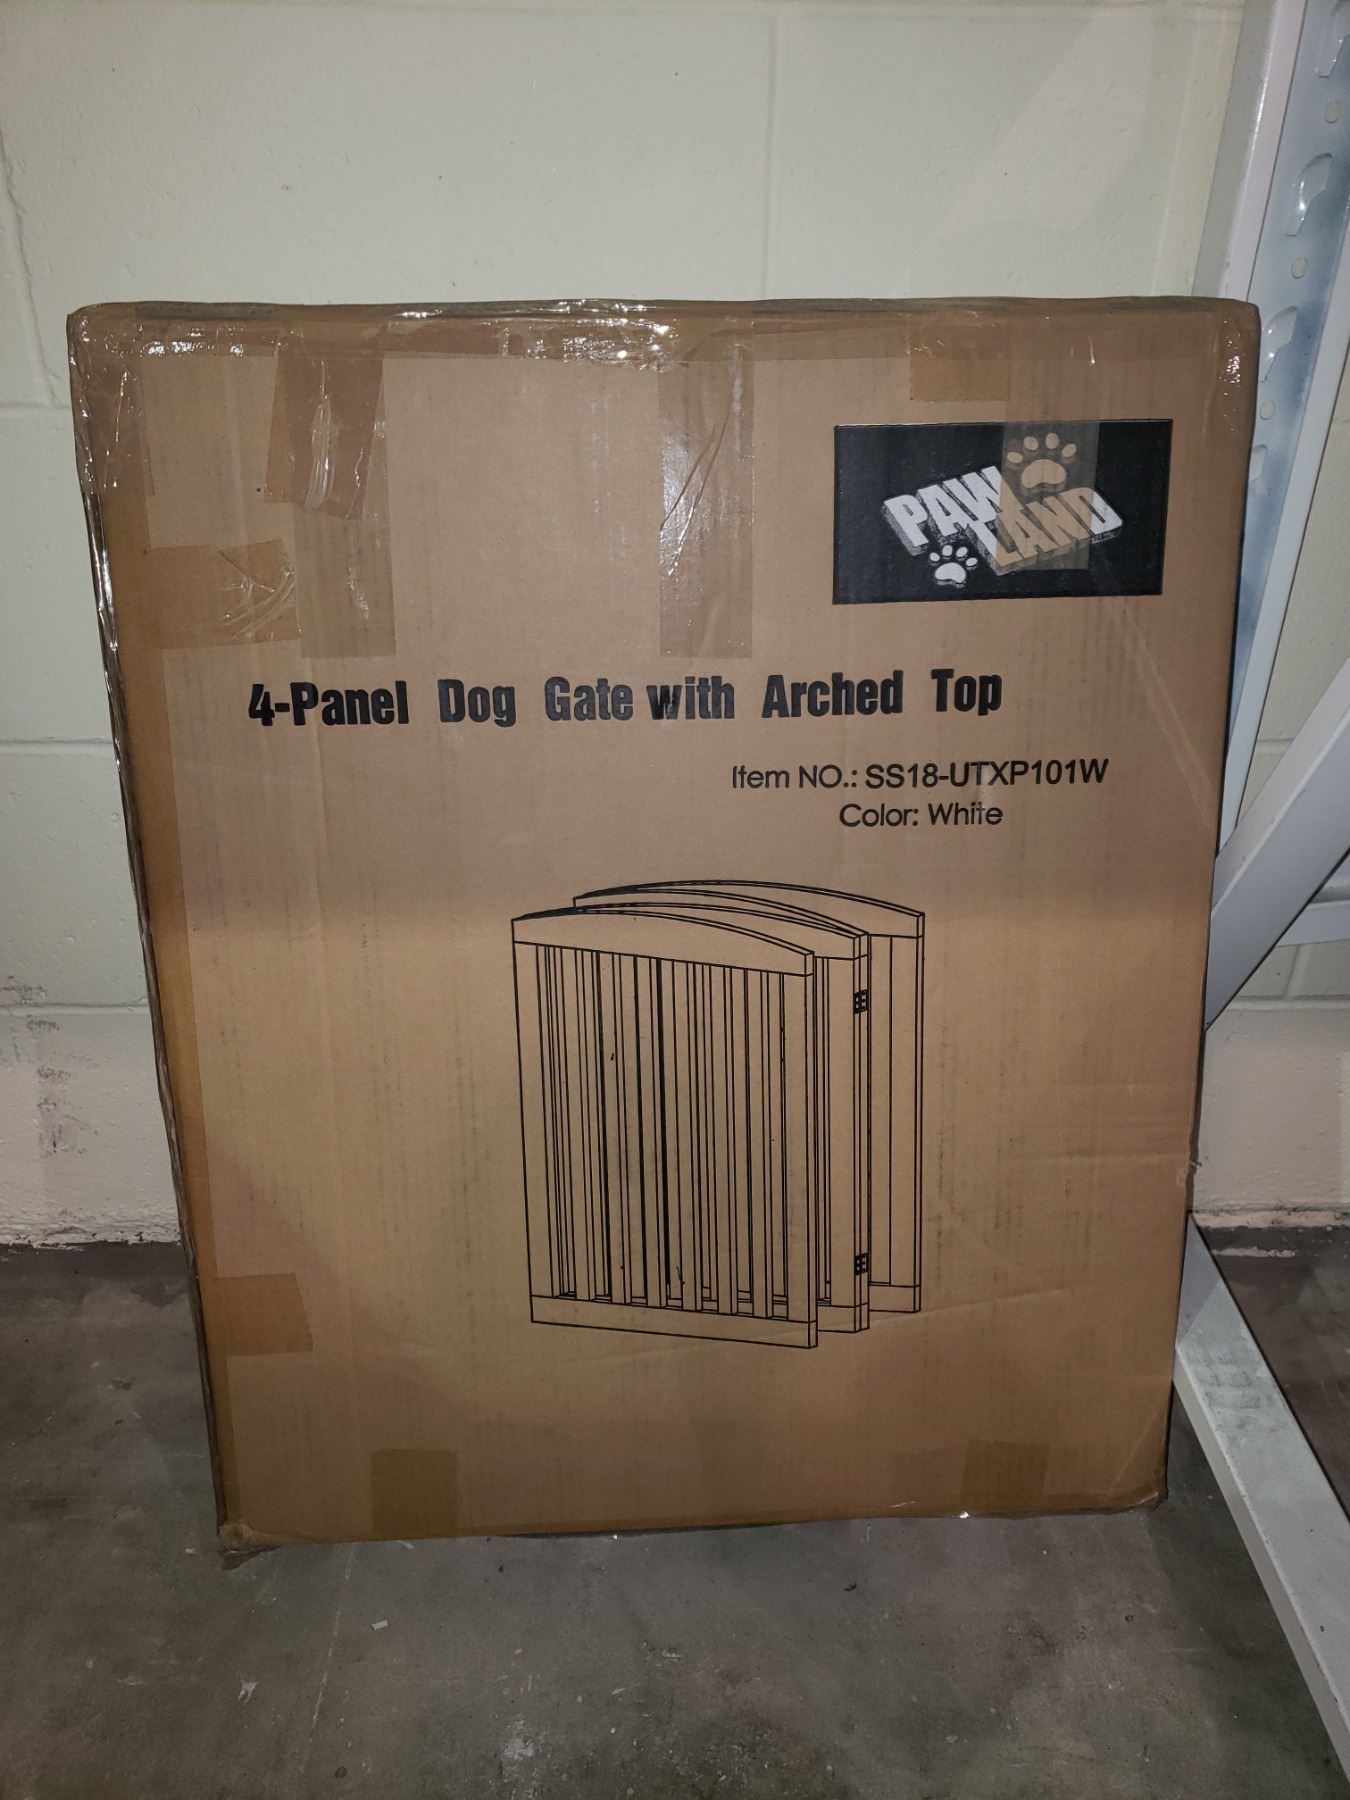 PAW
LAND
4-Panel Dog Gate with Arched Top
Item NO.: SS18-UTXP101W
Color: White